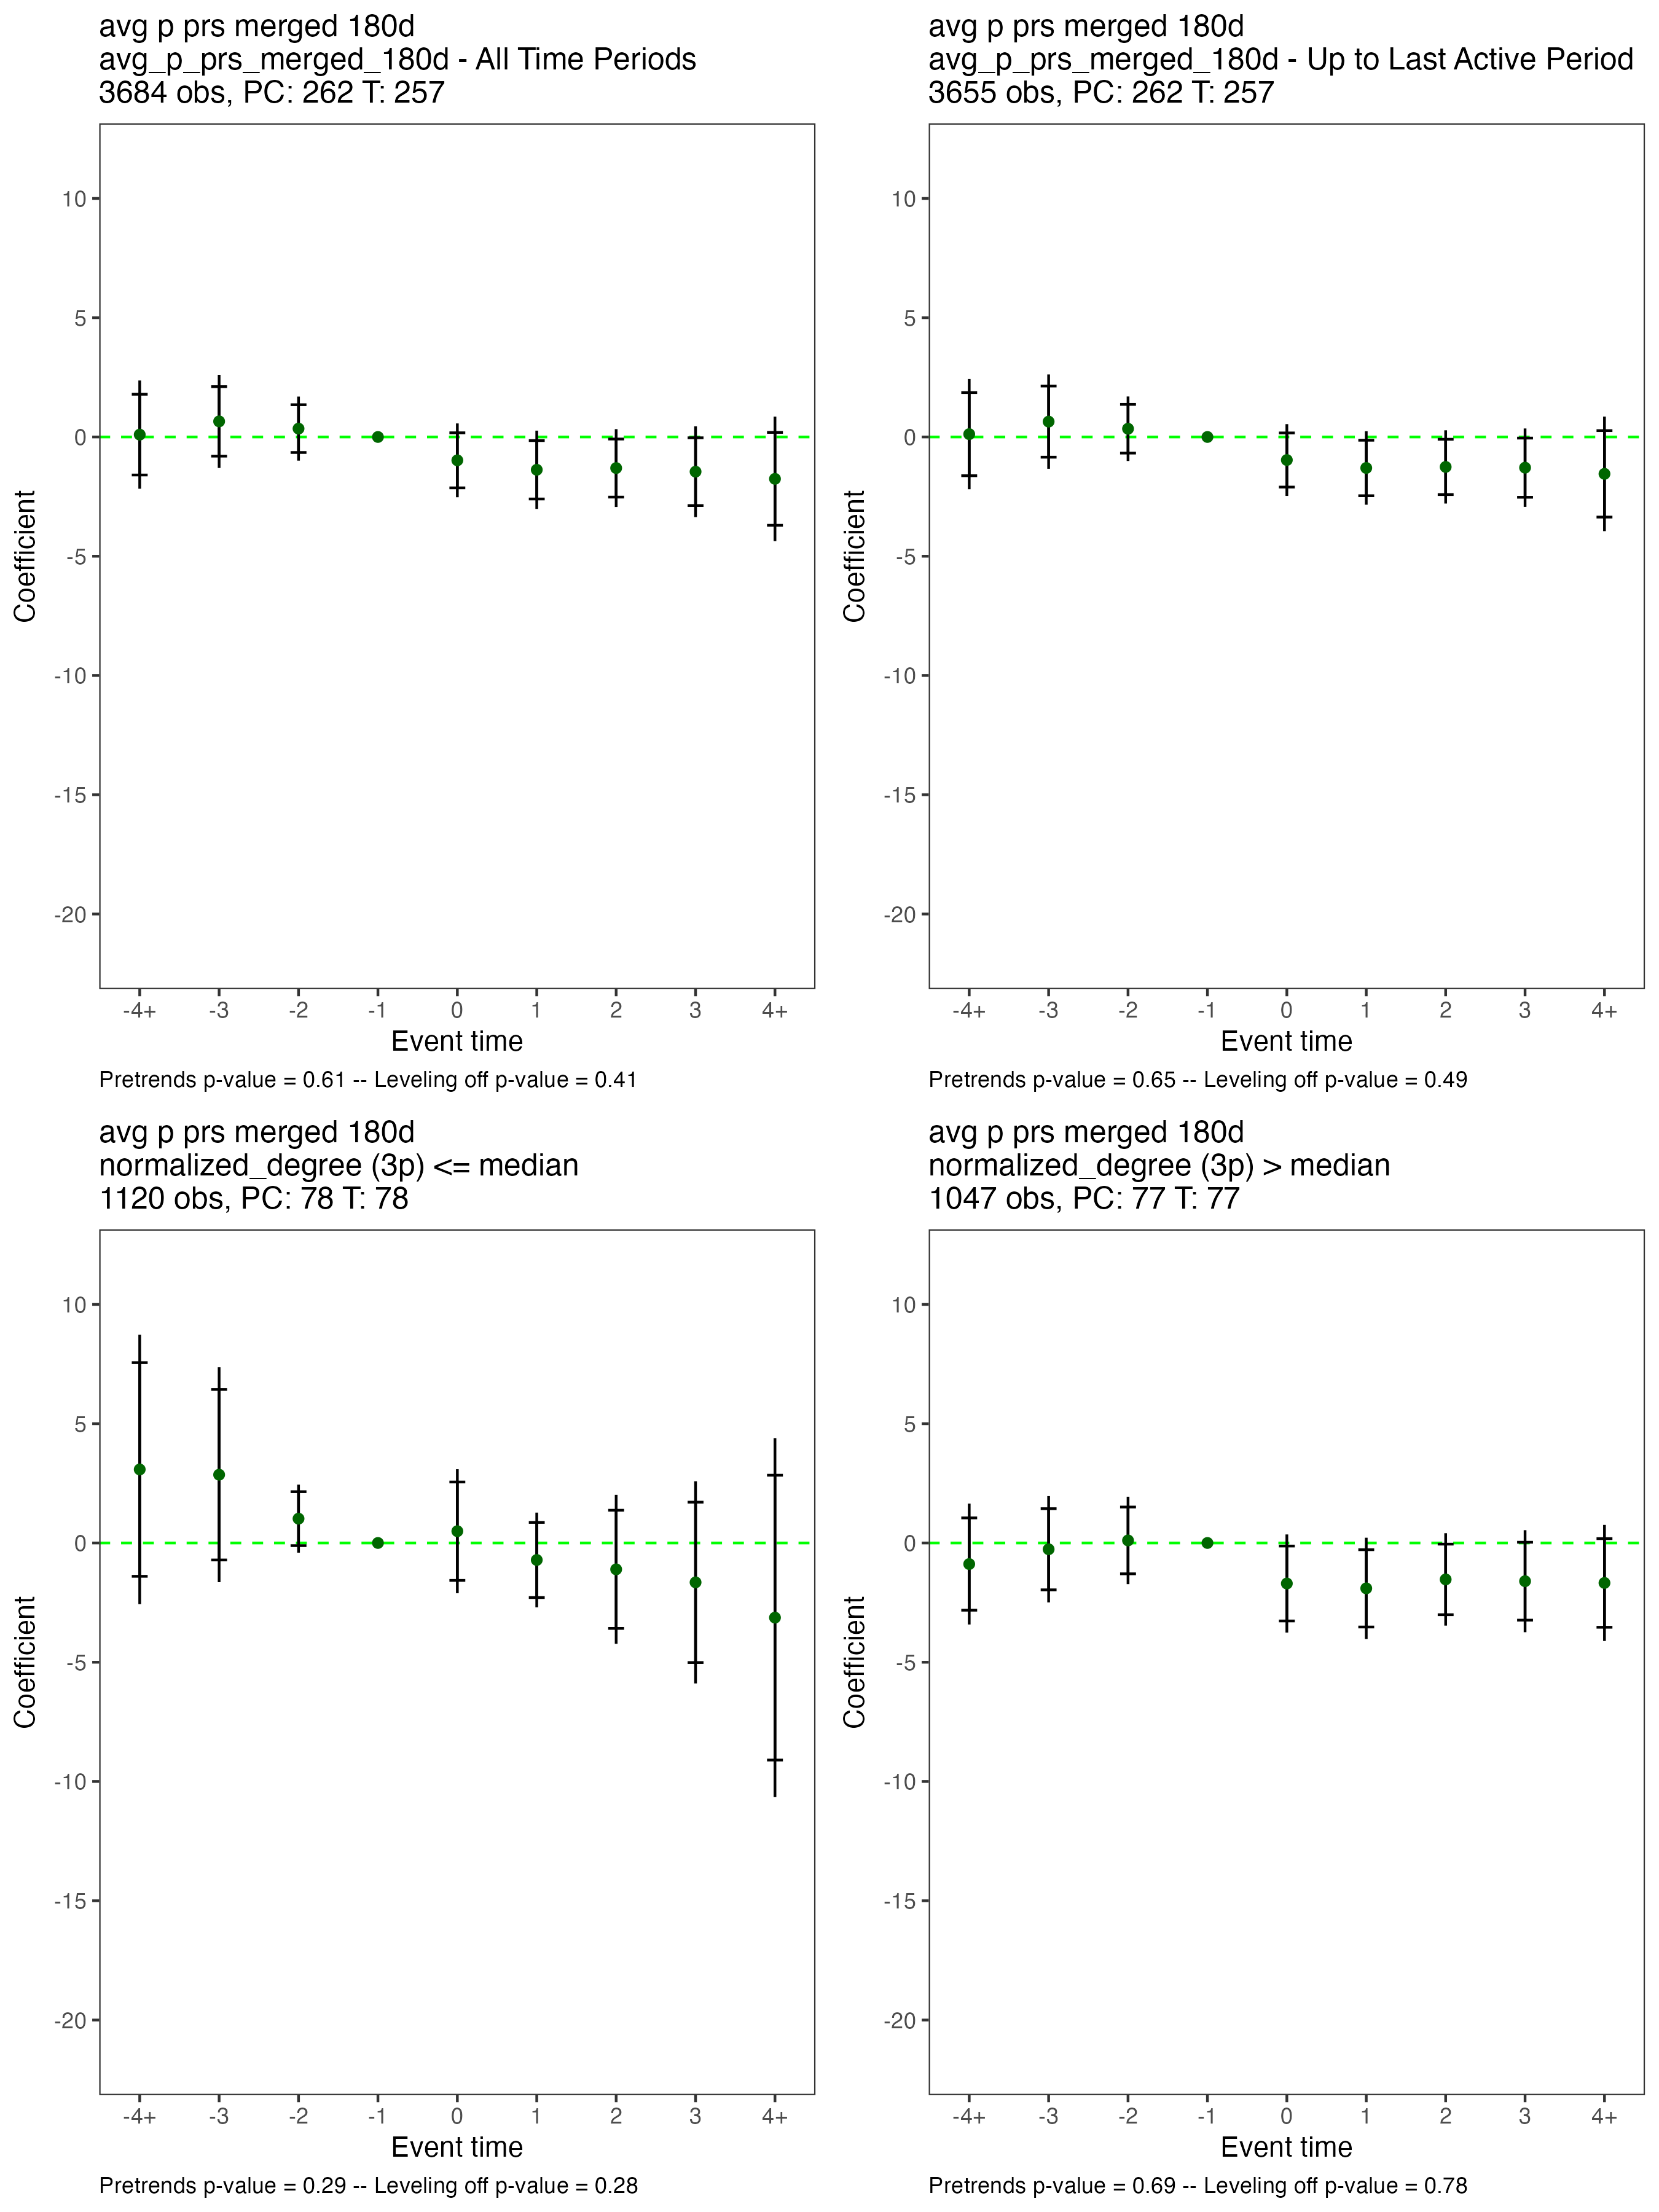 avg p prs merged 180d
avg_p_prs_merged_180d - All Time Periods
3684 obs, PC: 262 T: 257
10
5
0
-5
-10
-15
-20
Coefficient
-4+ -3 -2 -1 0 1 2 3 4+
Event time
Pretrends p-value = 0.61 -- Leveling off p-value = 0.41
avg p prs merged 180d
avg_p_prs_merged_180d - Up to Last Active Period
3655 obs, PC: 262 T: 257
10
5
0
-5
-10
-15
-20
Coefficient
-4+ -3 -2 -1 0 1 2 3 4+
Event time
Pretrends p-value = 0.65 -- Leveling off p-value = 0.49
avg p prs merged 180d
normalized_degree (3p) <= median
1120 obs, PC: 78 T: 78
10
5
0
-5
-10
-15
-20
Coefficient
-4+ -3 -2 -1 0 1 2 3 4+
Event time
Pretrends p-value = 0.29 -- Leveling off p-value = 0.28
avg p prs merged 180d
normalized_degree (3p) > median
1047 obs, PC: 77 T: 77
10
5
0
-5
-10
-15
-20
Coefficient
-4+ -3 -2 -1 0 1 2 3 4+
Event time
Pretrends p-value = 0.69 -- Leveling off p-value = 0.78